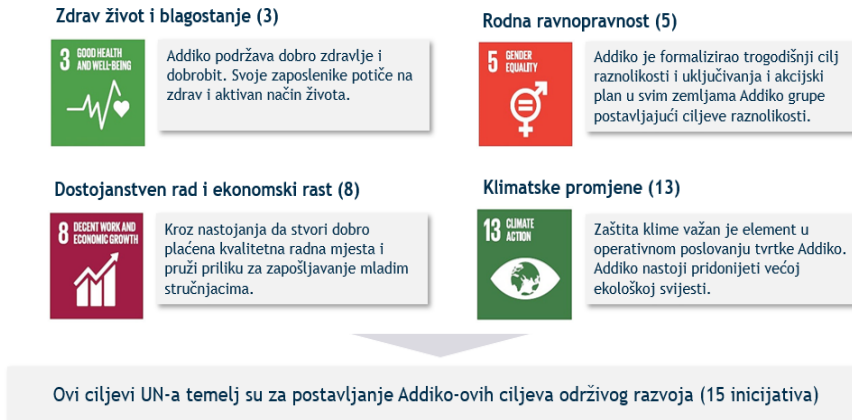 Zdrav život i blagostanje (3)
3 GOOD HEALTH
AND WELL-BEING
Addiko podržava dobro zdravlje i
dobrobit. Svoje zaposlenike potiče na
zdrav i aktivan način života.
Rodna ravnopravnost (5)
5 GENDER
EQUALITY
Addiko je formalizirao trogodišnji cilj
raznolikosti i uključivanja i akcijski
plan u svim zemljama Addiko grupe
postavljajući ciljeve raznolikosti.
Dostojanstven rad i ekonomski rast (8)
8 DECENT WORK AND
ECONOMIC GROWTH
Kroz nastojanja da stvori dobro
plaćena kvalitetna radna mjesta i
pruži priliku za zapošljavanje mladim
stručnjacima.
Klimatske promjene (13)
13 CLIMATE
ACTION
Zaštita klime važan je element u
operativnom poslovanju tvrtke Addiko.
Addiko nastoji pridonijeti većoj
ekološkoj svijesti.
Ovi ciljevi UN-a temelj su za postavljanje Addiko-ovih ciljeva održivog razvoja (15 inicijativa)